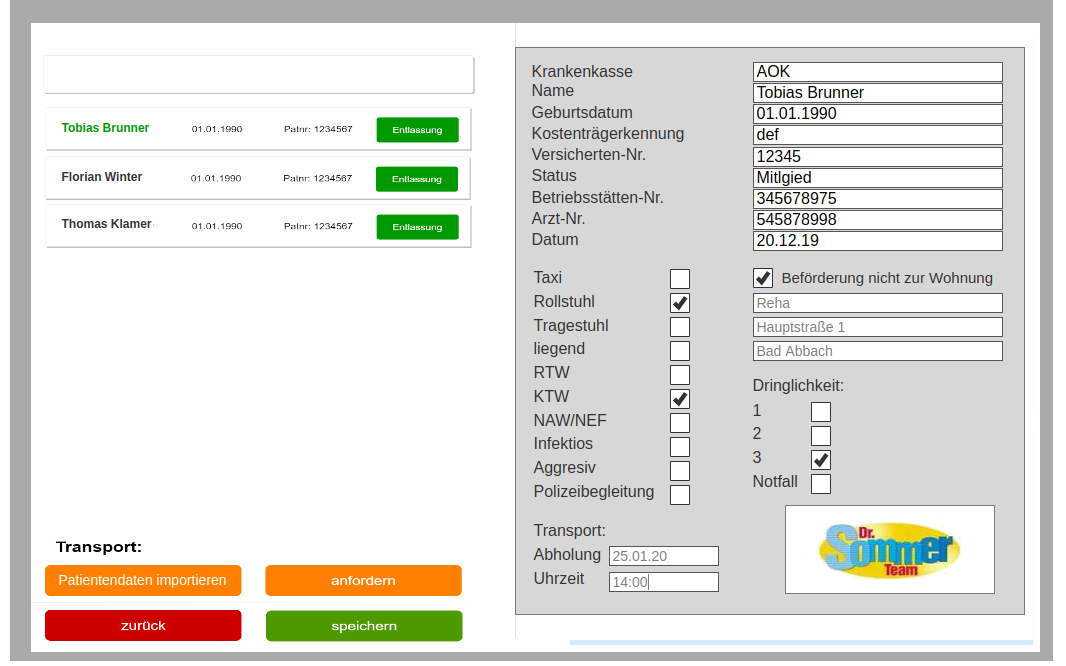 Tobias Brunner 01.01.1990 Patnr: 1234567 Entlassung
Florian Winter 01.01.1990 Patnr: 1234567 Entlassung
Thomas Klamer 01.01.1990 Patnr: 1234567 Entlassung
Transport:
Patientendaten importieren anfordern
zurück speichern
Krankenkasse AOK
Name Tobias Brunner
Geburtsdatum 01.01.1990
Kostenträgerkennung def
Versicherten-Nr. 12345
Status Mitlgied
Betriebsstätten-Nr. 345678975
Arzt-Nr. 545878998
Datum 20.12.19
Taxi
Rollstuhl
Tragestuhl
liegend
RTW
KTW
NAW/NEF
Infektios
Aggresiv
Polizeibegleitung
Beförderung nicht zur Wohnung
Reha
Hauptstraße 1
Bad Abbach
Dringlichkeit:
1
2
3
Notfall
Transport:
Abholung 25.01.20
Uhrzeit 14:00
Dr.
Sommer
Team